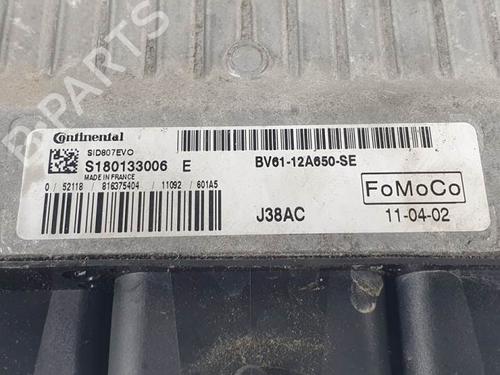 B-PARTS
Continental
SID807EVO
S180133006 E
MADE IN FRANCE
0 / 52118 / 816375404 / 11092 / 601A5
BV61-12A650-SE
FoMoCo
J38AC
11-04-02